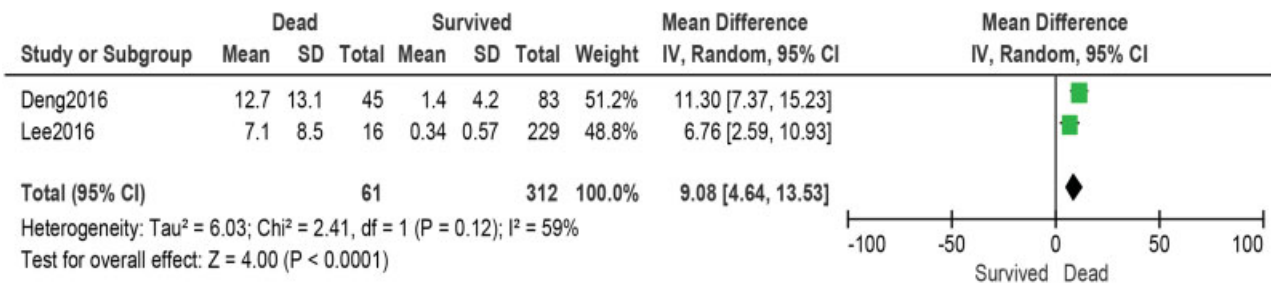 Dead Survived Mean Difference Mean Difference
Study or Subgroup Mean SD Total Mean SD Total Weight IV, Random, 95% CI IV, Random, 95% CI
Deng2016 12.7 13.1 45 1.4 4.2 83 51.2% 11.30 [7.37, 15.23]
Lee2016 7.1 8.5 16 0.34 0.57 229 48.8% 6.76 [2.59, 10.93]
Total (95% CI) 61 312 100.0% 9.08 [4.64, 13.53]
Heterogeneity: Tau² = 6.03; Chi² = 2.41, df = 1 (P = 0.12); I² = 59%
Test for overall effect: Z = 4.00 (P < 0.0001)
-100 -50 0 50 100
Survived Dead